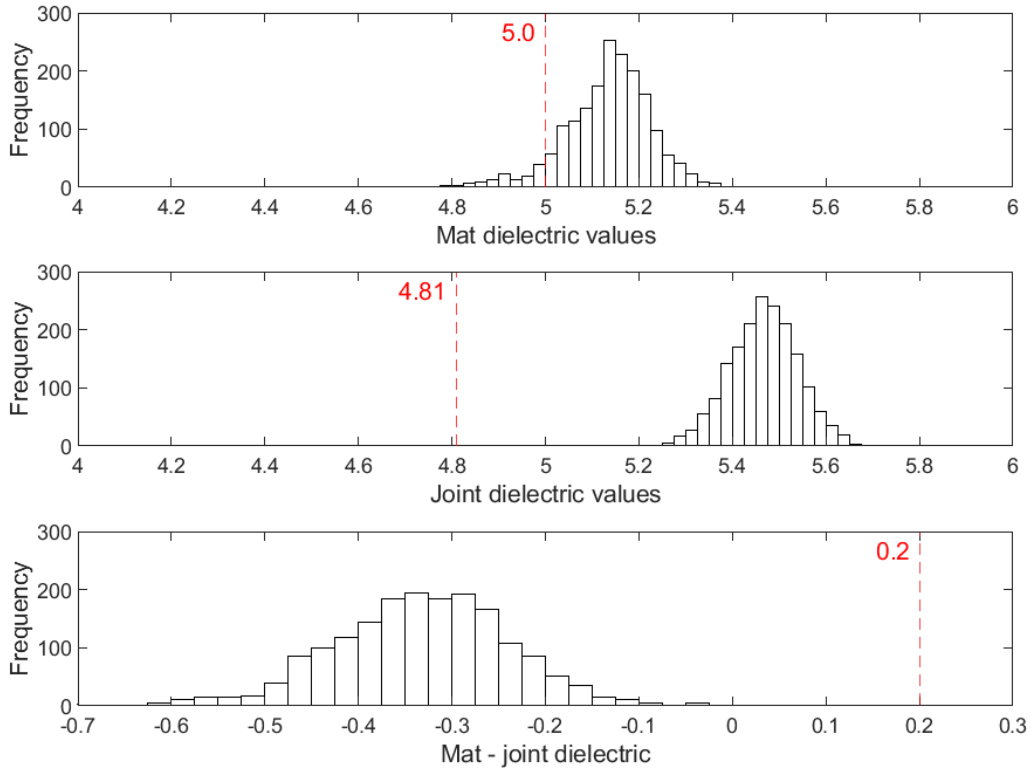 300
200
100
0
Frequency
5.0
4 4.2 4.4 4.6 4.8 5 5.2 5.4 5.6 5.8 6
Mat dielectric values
300
200
100
0
Frequency
4.81
4 4.2 4.4 4.6 4.8 5 5.2 5.4 5.6 5.8 6
Joint dielectric values
300
200
100
0
Frequency
0.2
-0.7 -0.6 -0.5 -0.4 -0.3 -0.2 -0.1 0 0.1 0.2 0.3
Mat - joint dielectric